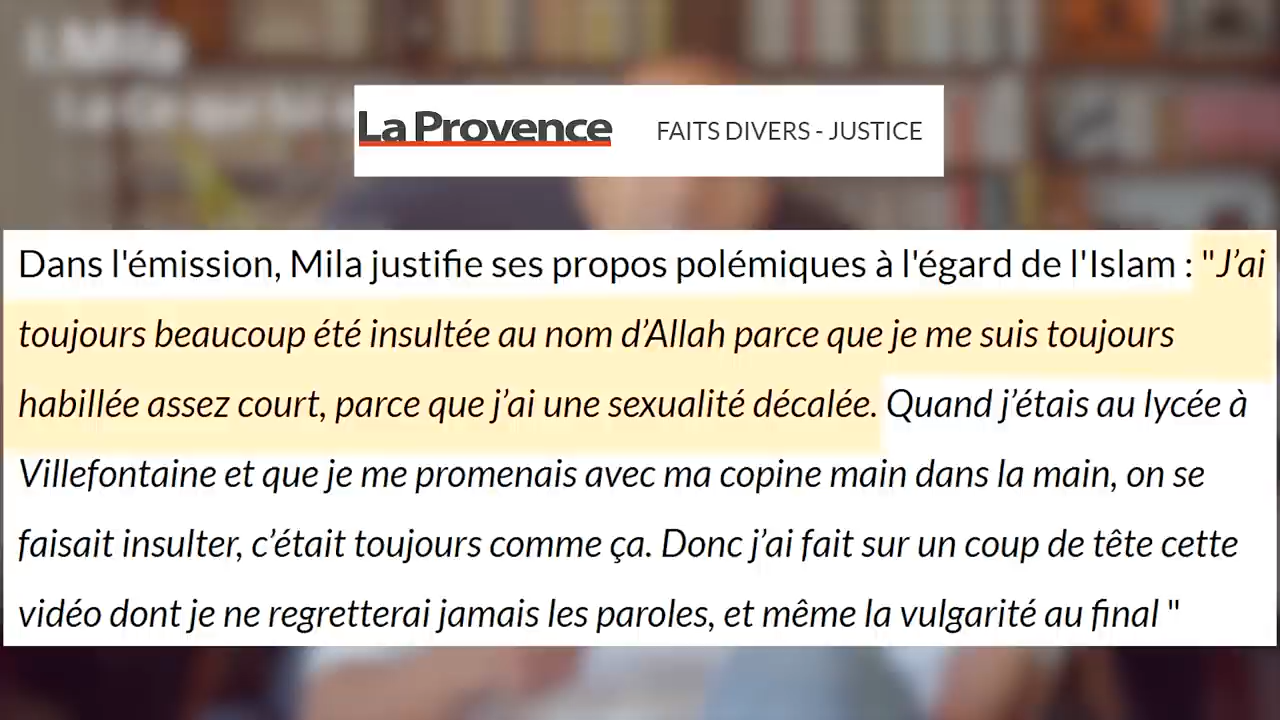 La Provence FAITS DIVERS - JUSTICE
Dans l'émission, Mila justifie ses propos polémiques à l'égard de l'Islam : "J’ai
toujours beaucoup été insultée au nom d’Allah parce que je me suis toujours
habillée assez court, parce que j’ai une sexualité décalée. Quand j’étais au lycée à
Villefontaine et que je me promenais avec ma copine main dans la main, on se
faisait insulter, c’était toujours comme ça. Donc j’ai fait sur un coup de tête cette
vidéo dont je ne regretterai jamais les paroles, et même la vulgarité au final "